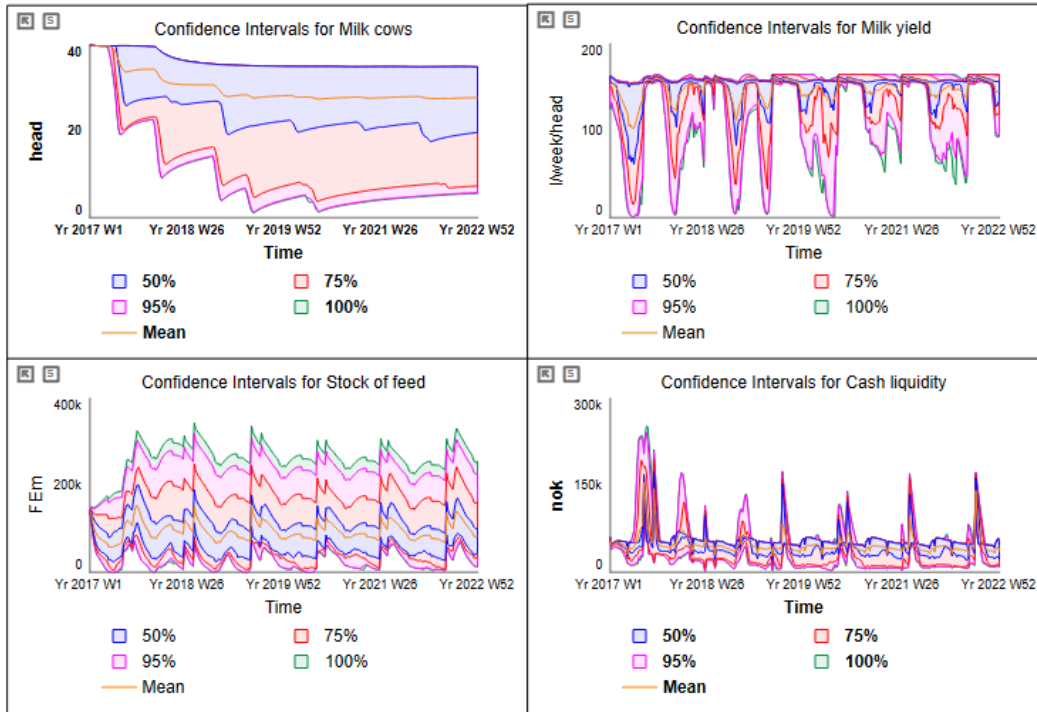 Confidence Intervals for Milk cows
40
20
0
head
Yr 2017 W1 Yr 2018 W26 Yr 2019 W52 Yr 2021 W26 Yr 2022 W52
Time
50% 75%
95% 100%
Mean
Confidence Intervals for Milk yield
200
100
0
l/week/head
Yr 2017 W1 Yr 2018 W26 Yr 2019 W52 Yr 2021 W26 Yr 2022 W52
Time
50% 75%
95% 100%
Mean
Confidence Intervals for Stock of feed
400k
200k
0
F Em
Yr 2017 W1 Yr 2018 W26 Yr 2019 W52 Yr 2021 W26 Yr 2022 W52
Time
50% 75%
95% 100%
Mean
S
Confidence Intervals for Cash liquidity
300k
150k
0
nok
Yr 2017 W1 Yr 2018 W26 Yr 2019 W52 Yr 2021 W26 Yr 2022 W52
Time
50% 75%
95% 100%
Mean